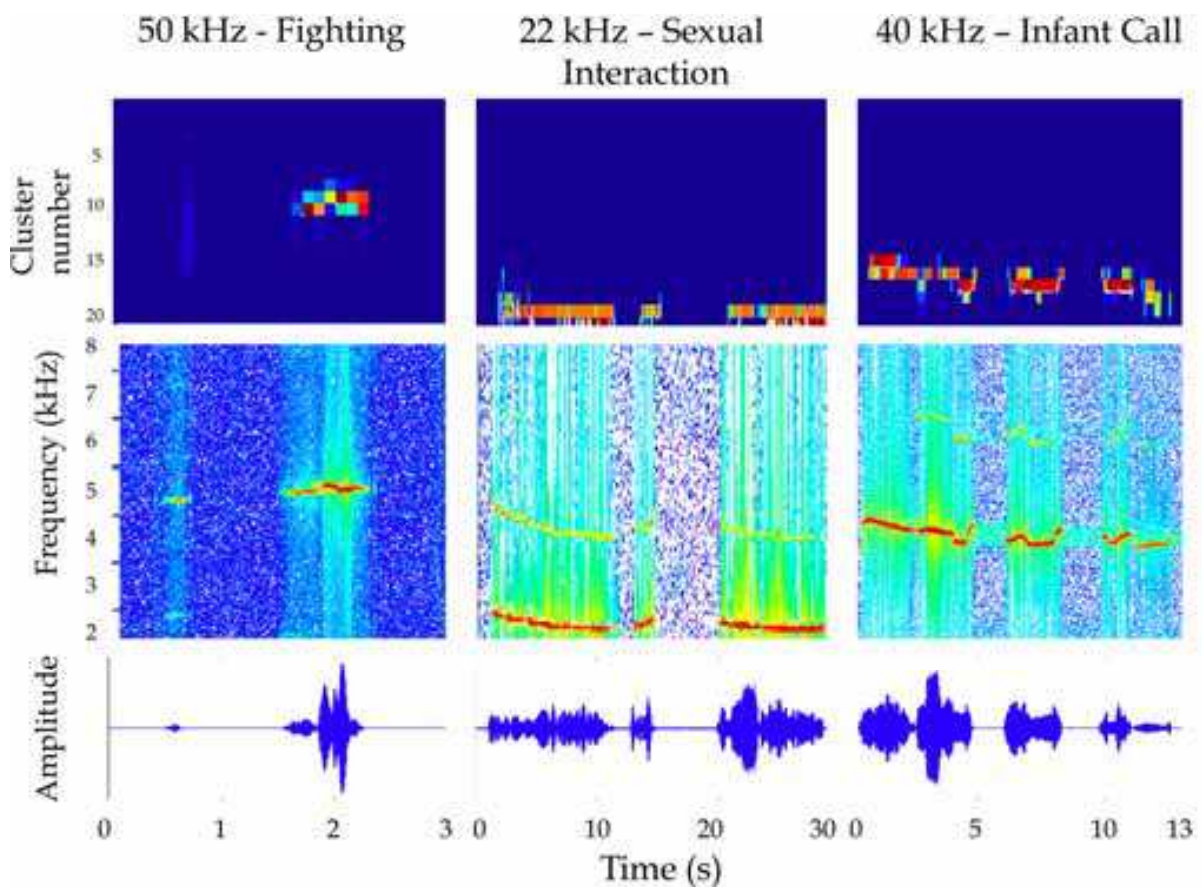 50 kHz - Fighting
22 kHz – Sexual
Interaction
40 kHz – Infant Call
Cluster
number
5
10
15
20
Frequency (kHz)
8
7
6
5
4
3
2
Amplitude
0 1 2 3
0 10 20 30
0 5 10 13
Time (s)